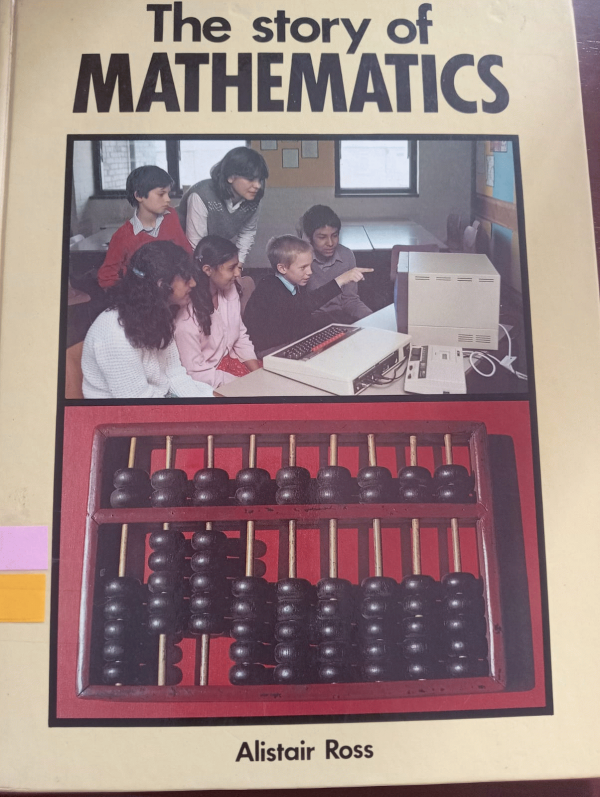 The story of
MATHEMATICS
Alistair Ross